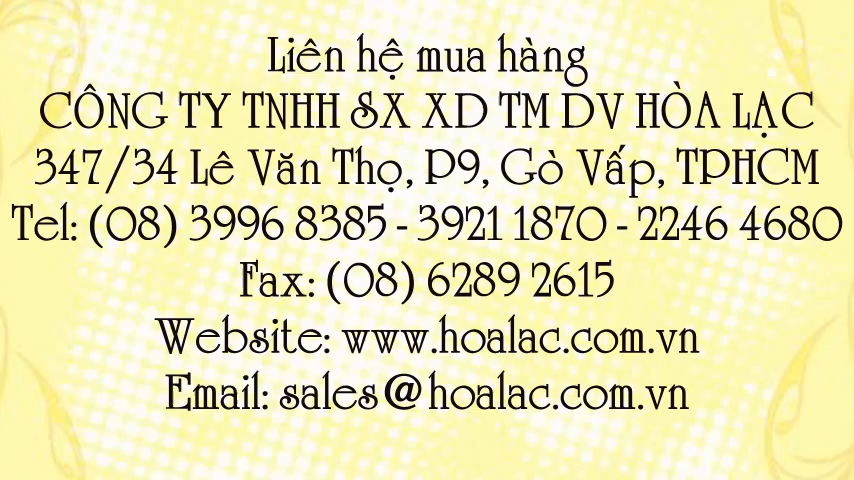 Liên hệ mua hàng
CÔNG TY TNHH SX XD TM DV HÒA LẠC
347/34 Lê Văn Thọ, P9, Gò Vấp, TPHCM
Tel: (08) 3996 8385 - 3921 1870 - 2246 4680
Fax: (08) 6289 2615
Website: www.hoalac.com.vn
Email: sales@hoalac.com.vn